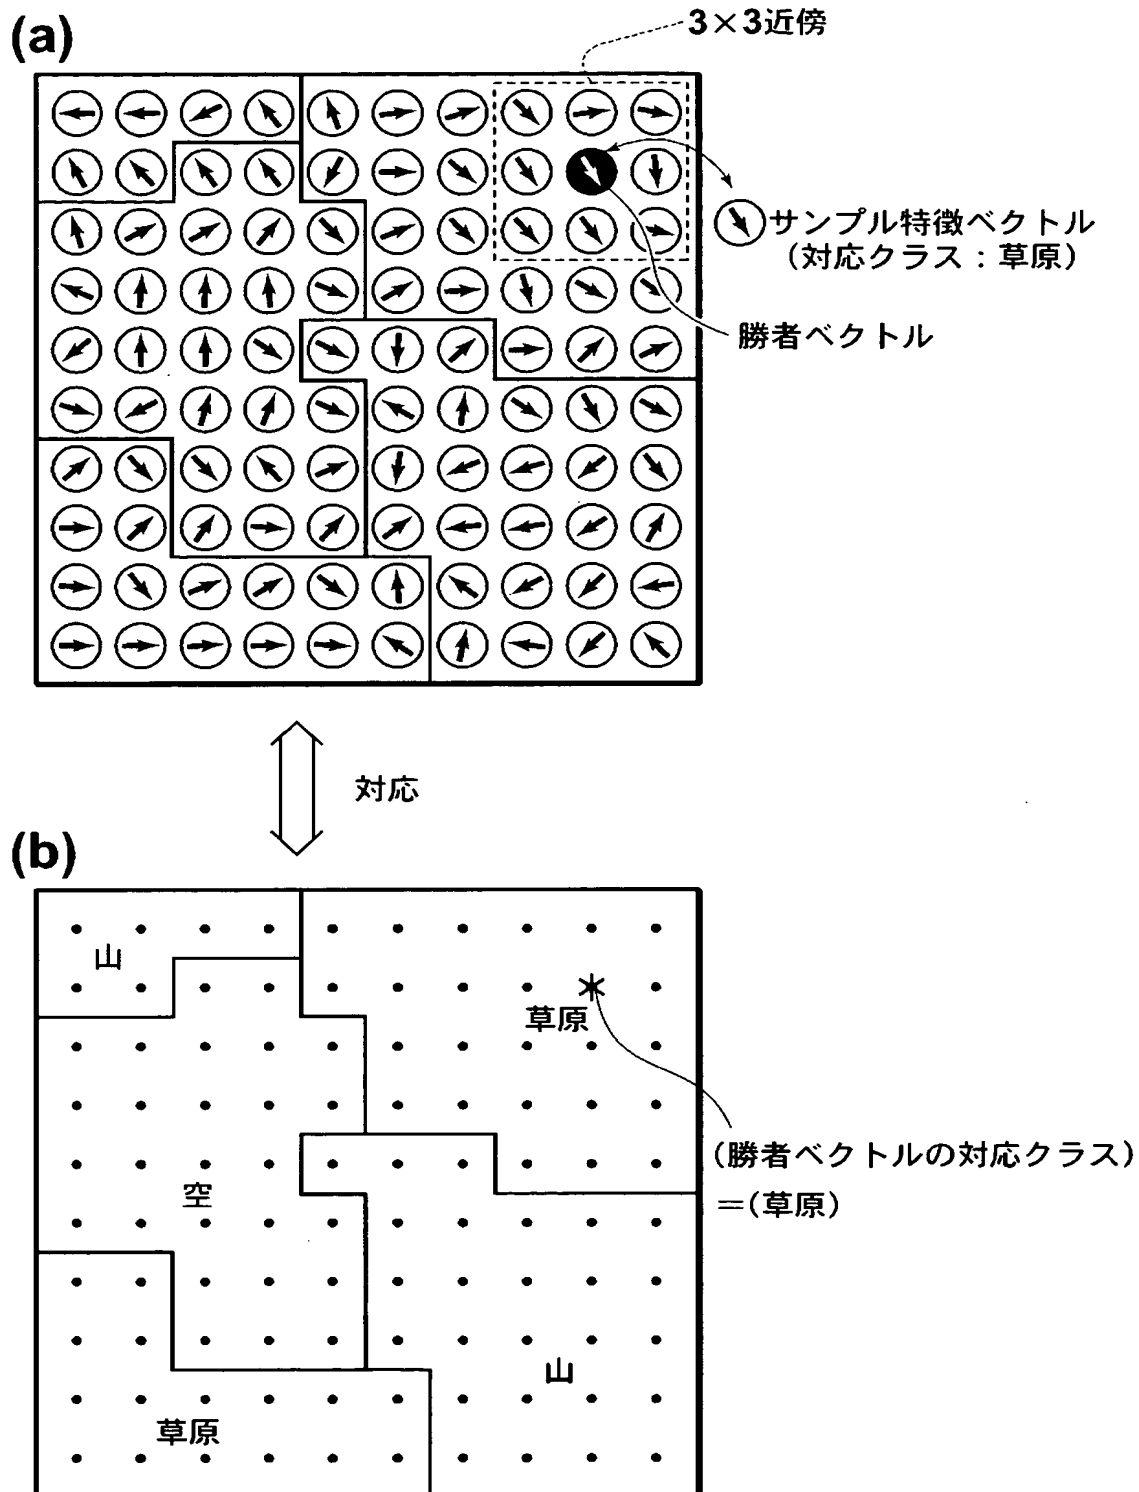 (a)
3×3近傍
サンプル特徴ベクトル
(対応クラス：草原)
勝者ベクトル
対応
(b)
山
草原
(勝者ベクトルの対応クラス)
＝(草原)
空
山
草原